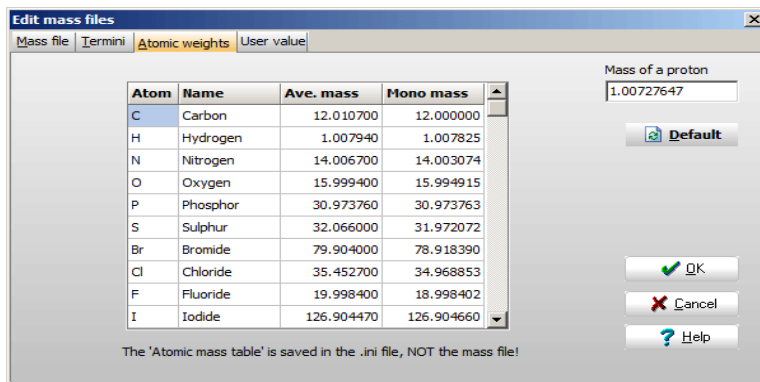 Edit mass files
Mass file Termini Atomic weights User value
Mass of a proton
1.00727647
Default
Atom Name Ave. mass Mono mass
C Carbon 12.010700 12.000000
H Hydrogen 1.007940 1.007825
N Nitrogen 14.006700 14.003074
O Oxygen 15.999400 15.994915
P Phosphor 30.973760 30.973763
S Sulphur 32.066000 31.972072
Br Bromide 79.904000 78.918390
Cl Chloride 35.452700 34.968853
F Fluoride 19.998400 18.998402
I Iodide 126.904470 126.904660
OK
Cancel
Help
The 'Atomic mass table' is saved in the .ini file, NOT the mass file!